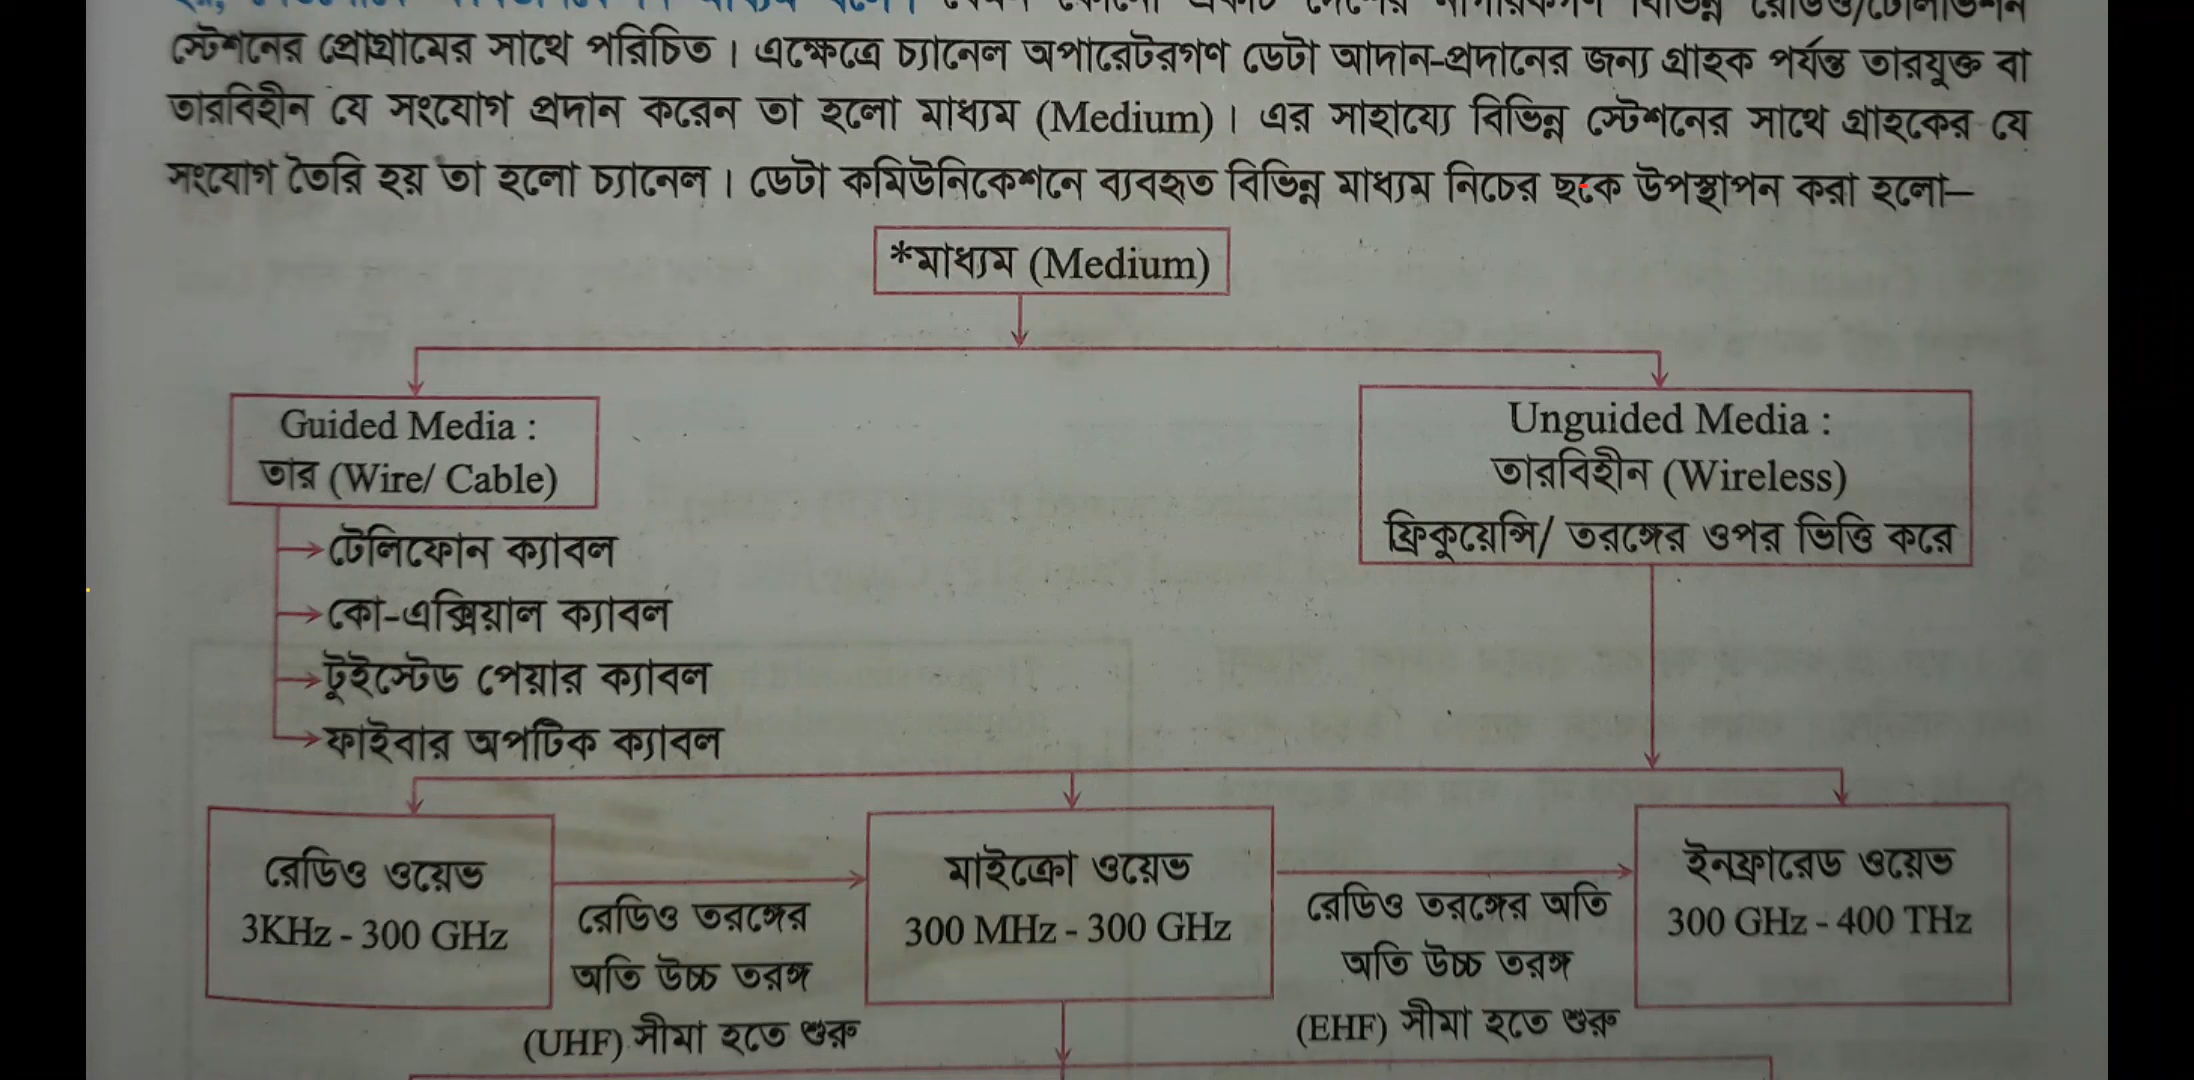 স্টেশনের প্রোগ্রামের সাথে পরিচিত। এক্ষেত্রে চ্যানেল অপারেটরগণ ডেটা আদান-প্রদানের জন্য গ্রাহক পর্যন্ত তারযুক্ত বা
তারবিহীন যে সংযোগ প্রদান করেন তা হলো মাধ্যম (Medium)। এর সাহায্যে বিভিন্ন স্টেশনের সাথে গ্রাহকের যে
সংযোগ তৈরি হয় তা হলো চ্যানেল। ডেটা কমিউনিকেশনে ব্যবহৃত বিভিন্ন মাধ্যম নিচের ছকে উপস্থাপন করা হলো—
*মাধ্যম (Medium)
Guided Media :
তার (Wire/ Cable)
Unguided Media :
তারবিহীন (Wireless)
ফ্রিকুয়েন্সি/ তরঙ্গের ওপর ভিত্তি করে
টেলিফোন ক্যাবল
কো-এক্সিয়াল ক্যাবল
টুইস্টেড পেয়ার ক্যাবল
ফাইবার অপটিক ক্যাবল
রেডিও ওয়েভ
3KHz - 300 GHz
রেডিও তরঙ্গের
অতি উচ্চ তরঙ্গ
(UHF) সীমা হতে শুরু
মাইক্রো ওয়েভ
300 MHz - 300 GHz
রেডিও তরঙ্গের অতি
অতি উচ্চ তরঙ্গ
(EHF) সীমা হতে শুরু
ইনফ্রারেড ওয়েভ
300 GHz - 400 THz